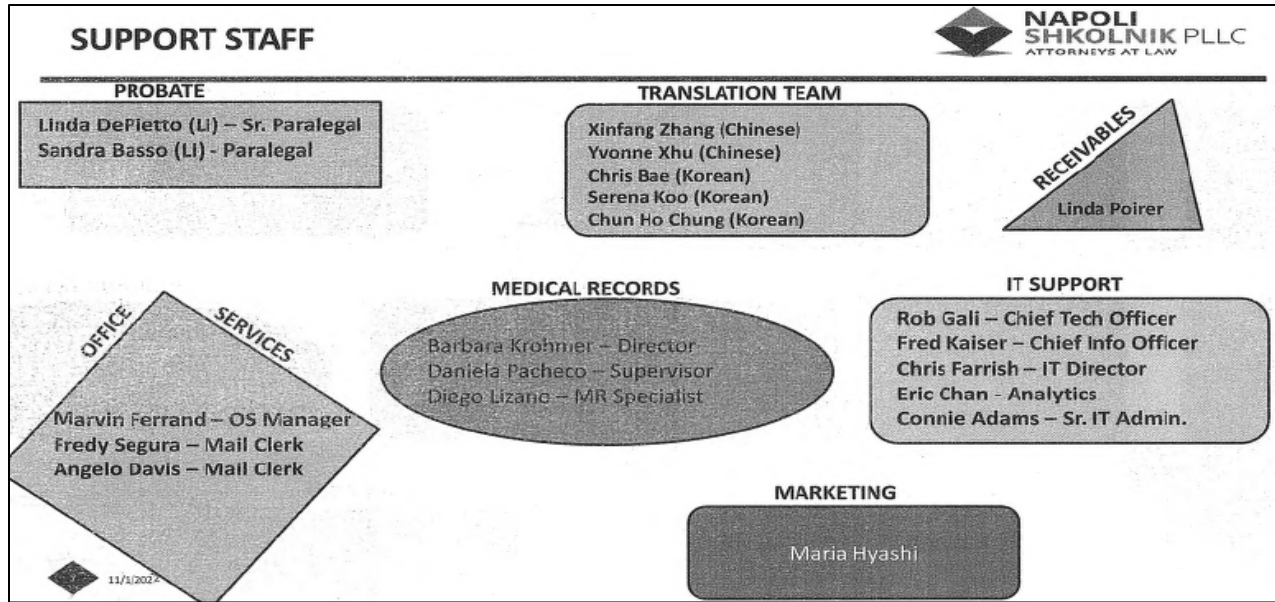 SUPPORT STAFF
NAPOLI
SHKOLNIK PLLC
ATTORNEYS AT LAW
PROBATE
Linda DePietto (LI) – Sr. Paralegal
Sandra Basso (LI) - Paralegal
TRANSLATION TEAM
Xinfang Zhang (Chinese)
Yvonne Xhu (Chinese)
Chris Bae (Korean)
Serena Koo (Korean)
Chun Ho Chung (Korean)
RECEIVABLES
Linda Poirer
OFFICE SERVICES
Marvin Ferrand – OS Manager
Fredy Segura – Mail Clerk
Angelo Davis – Mail Clerk
MEDICAL RECORDS
Barbara Krohmer – Director
Daniela Pacheco – Supervisor
Diego Lizano – MR Specialist
IT SUPPORT
Rob Gali – Chief Tech Officer
Fred Kaiser – Chief Info Officer
Chris Farrish – IT Director
Eric Chan - Analytics
Connie Adams – Sr. IT Admin.
MARKETING
Maria Hyashi
11/1/2022